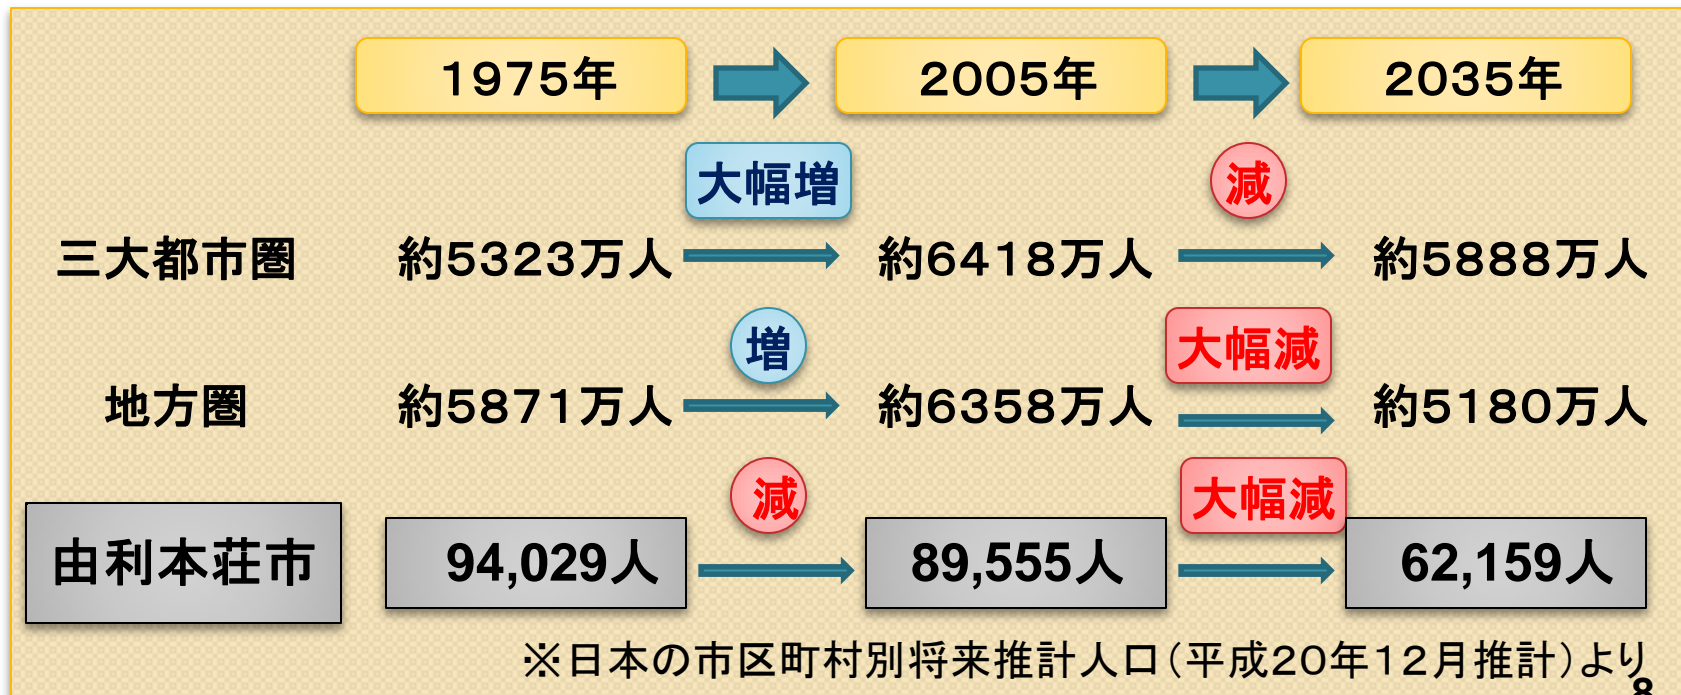 １９７５年 ２００５年 ２０３５年
大幅増 減
三大都市圏 約５３２３万人 約６４１８万人 約５８８８万人
増 大幅減
地方圏 約５８７１万人 約６３５８万人 約５１８０万人
減 大幅減
由利本荘市 94,029人 89,555人 62,159人
※日本の市区町村別将来推計人口（平成２０年１２月推計）より
8